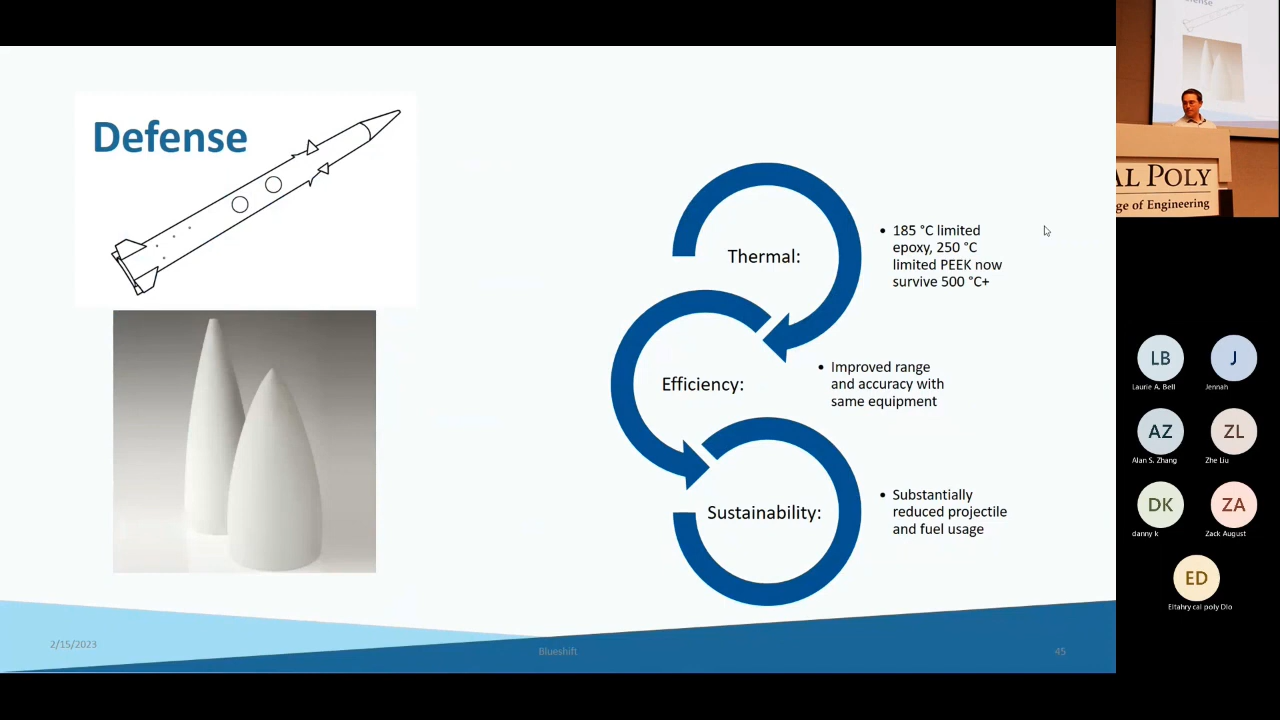 Defense
Thermal:
• 185 °C limited
epoxy, 250 °C
limited PEEK now
survive 500 °C+
Efficiency:
• Improved range
and accuracy with
same equipment
Sustainability:
• Substantially
reduced projectile
and fuel usage
2/15/2023
Blueshift
45
AL POLY
ge of Engineering
LB
Laurie A. Bell
J
Jennah
AZ
Alan S. Zhang
ZL
Zhe Liu
DK
danny k
ZA
Zack August
ED
Eltahry cal poly Dlo